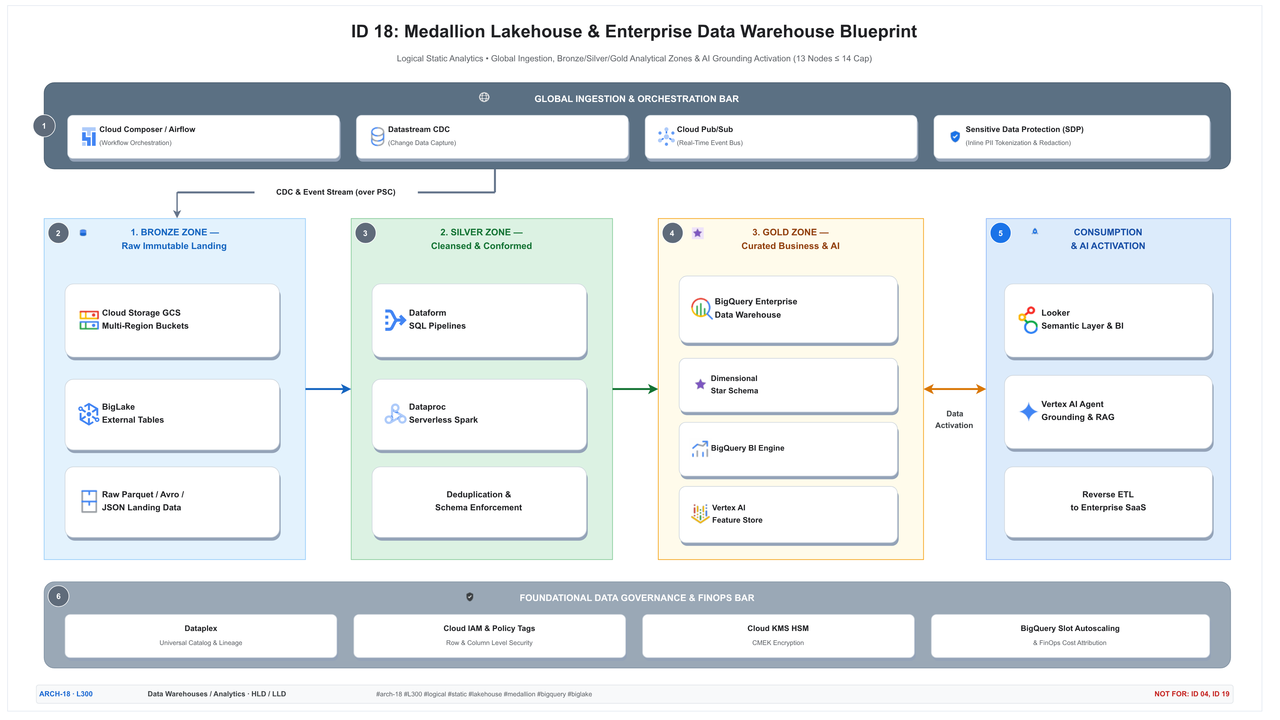 ID 18: Medallion Lakehouse & Enterprise Data Warehouse Blueprint
Logical Static Analytics • Global Ingestion, Bronze/Silver/Gold Analytical Zones & AI Grounding Activation (13 Nodes ≤ 14 Cap)
GLOBAL INGESTION & ORCHESTRATION BAR
1
Cloud Composer / Airflow
(Workflow Orchestration)
Datastream CDC
(Change Data Capture)
Cloud Pub/Sub
(Real-Time Event Bus)
Sensitive Data Protection (SDP)
(Inline PII Tokenization & Redaction)
CDC & Event Stream (over PSC)
2
1. BRONZE ZONE —
Raw Immutable Landing
Cloud Storage GCS
Multi-Region Buckets
BigLake
External Tables
Raw Parquet / Avro /
JSON Landing Data
3
2. SILVER ZONE —
Cleansed & Conformed
Dataform
SQL Pipelines
Dataproc
Serverless Spark
Deduplication &
Schema Enforcement
4
3. GOLD ZONE —
Curated Business & AI
BigQuery Enterprise
Data Warehouse
Dimensional
Star Schema
BigQuery BI Engine
Vertex AI
Feature Store
Data
Activation
5
CONSUMPTION
& AI ACTIVATION
Looker
Semantic Layer & BI
Vertex AI Agent
Grounding & RAG
Reverse ETL
to Enterprise SaaS
6
FOUNDATIONAL DATA GOVERNANCE & FINOPS BAR
Dataplex
Universal Catalog & Lineage
Cloud IAM & Policy Tags
Row & Column Level Security
Cloud KMS HSM
CMEK Encryption
BigQuery Slot Autoscaling
& FinOps Cost Attribution
ARCH-18 · L300
Data Warehouses / Analytics · HLD / LLD
#arch-18 #L300 #logical #static #lakehouse #medallion #bigquery #biglake
NOT FOR: ID 04, ID 19